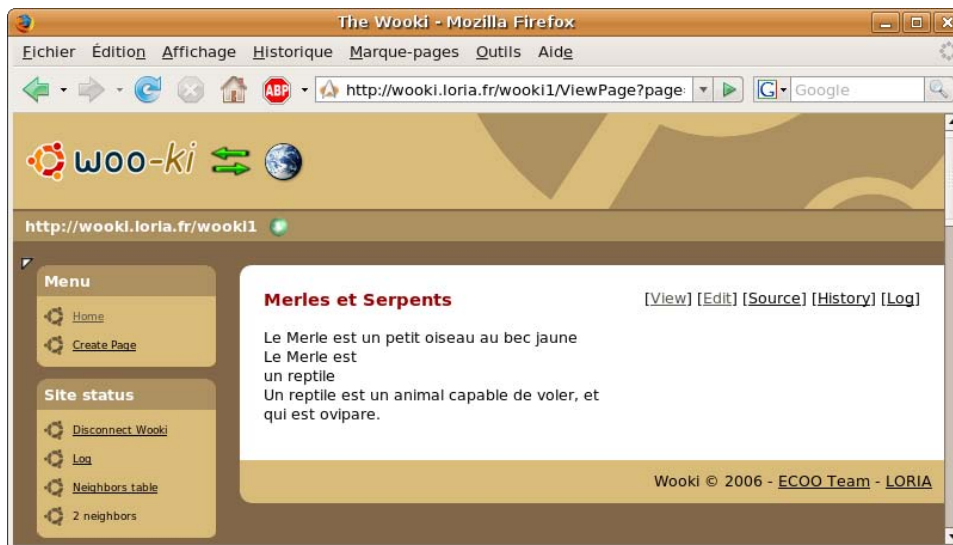 The Wooki - Mozilla Firefox
Fichier Édition Affichage Historique Marque-pages Outils Aide
ABP http://wooki.loria.fr/wooki1/ViewPage?page= G Google
woo-ki
http://wooki.loria.fr/wooki1
Menu
Home
Create Page
Site status
Disconnect Wooki
Log
Neighbors table
2 neighbors
Merles et Serpents [View] [Edit] [Source] [History] [Log]
Le Merle est un petit oiseau au bec jaune
Le Merle est
un reptile
Un reptile est un animal capable de voler, et
qui est ovipare.
Wooki © 2006 - ECOO Team - LORIA